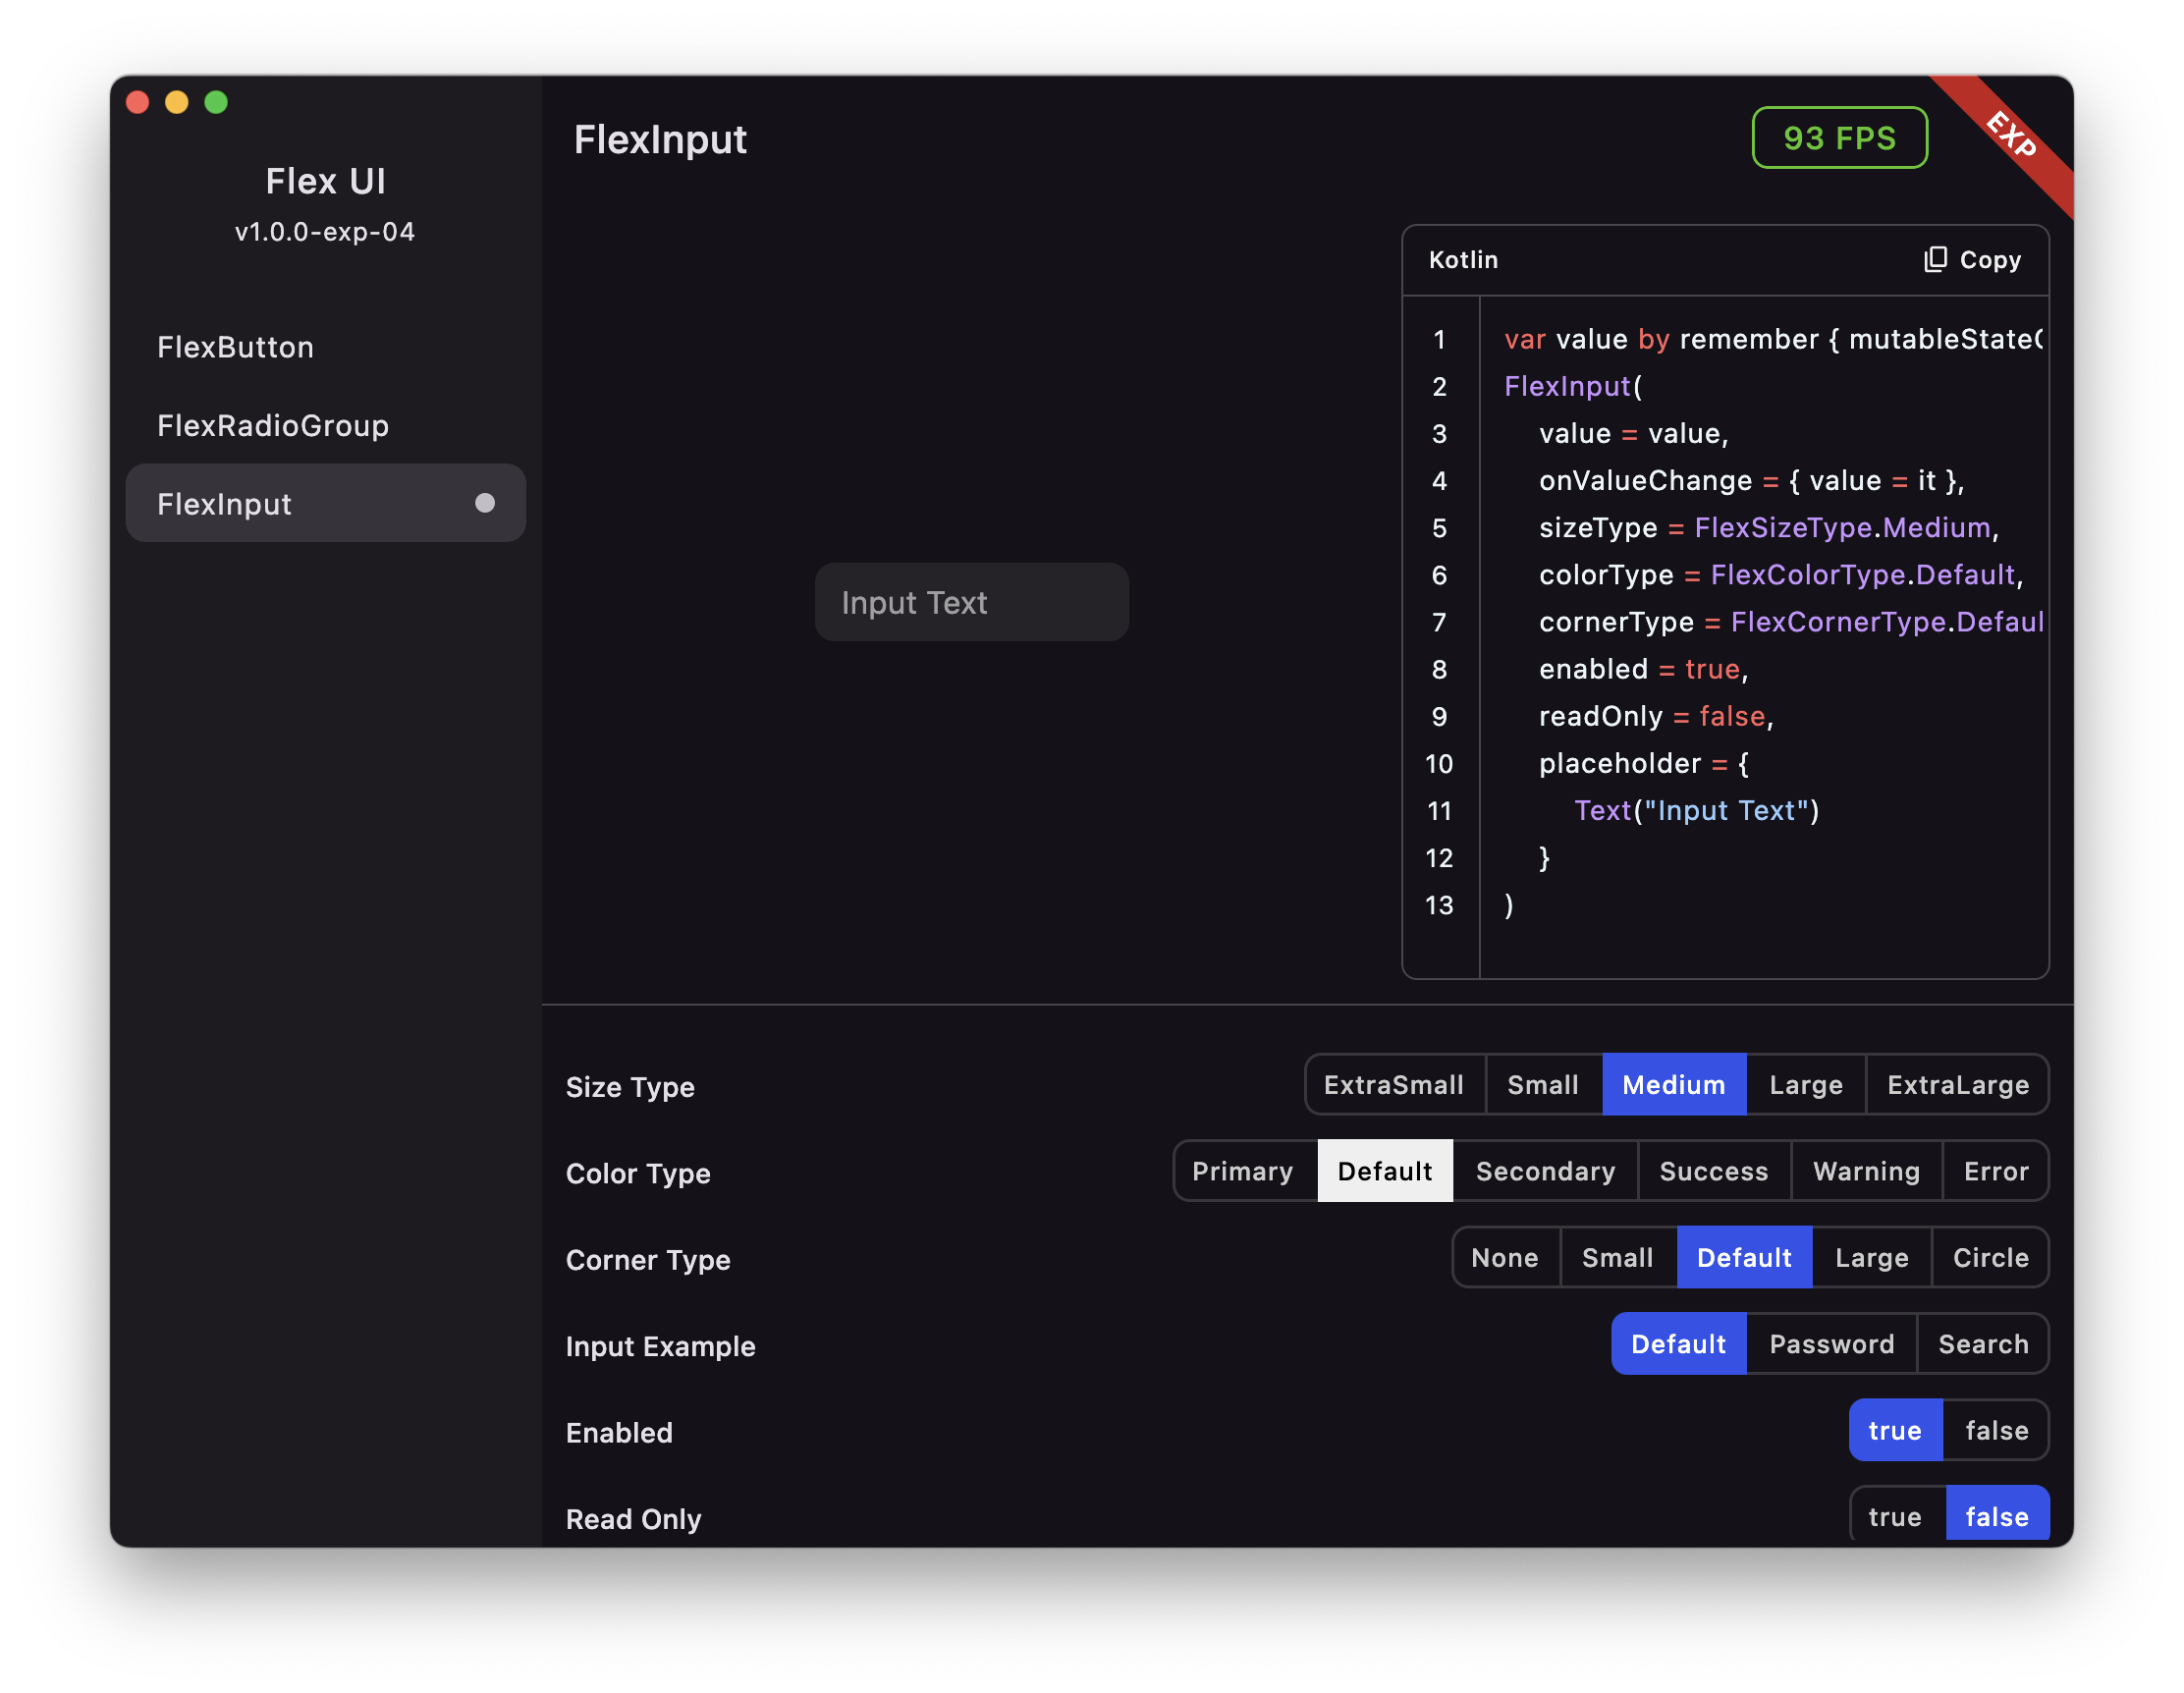 Flex UI
v1.0.0-exp-04
FlexButton
FlexRadioGroup
FlexInput
FlexInput
93 FPS
EXP
Input Text
Kotlin
Copy
1 var value by remember { mutableStateO
2 FlexInput(
3 value = value,
4 onValueChange = { value = it },
5 sizeType = FlexSizeType.Medium,
6 colorType = FlexColorType.Default,
7 cornerType = FlexCornerType.Defaul
8 enabled = true,
9 readOnly = false,
10 placeholder = {
11 Text("Input Text")
12 }
13 )
Size Type
ExtraSmall Small Medium Large ExtraLarge
Color Type
Primary Default Secondary Success Warning Error
Corner Type
None Small Default Large Circle
Input Example
Default Password Search
Enabled
true false
Read Only
true false